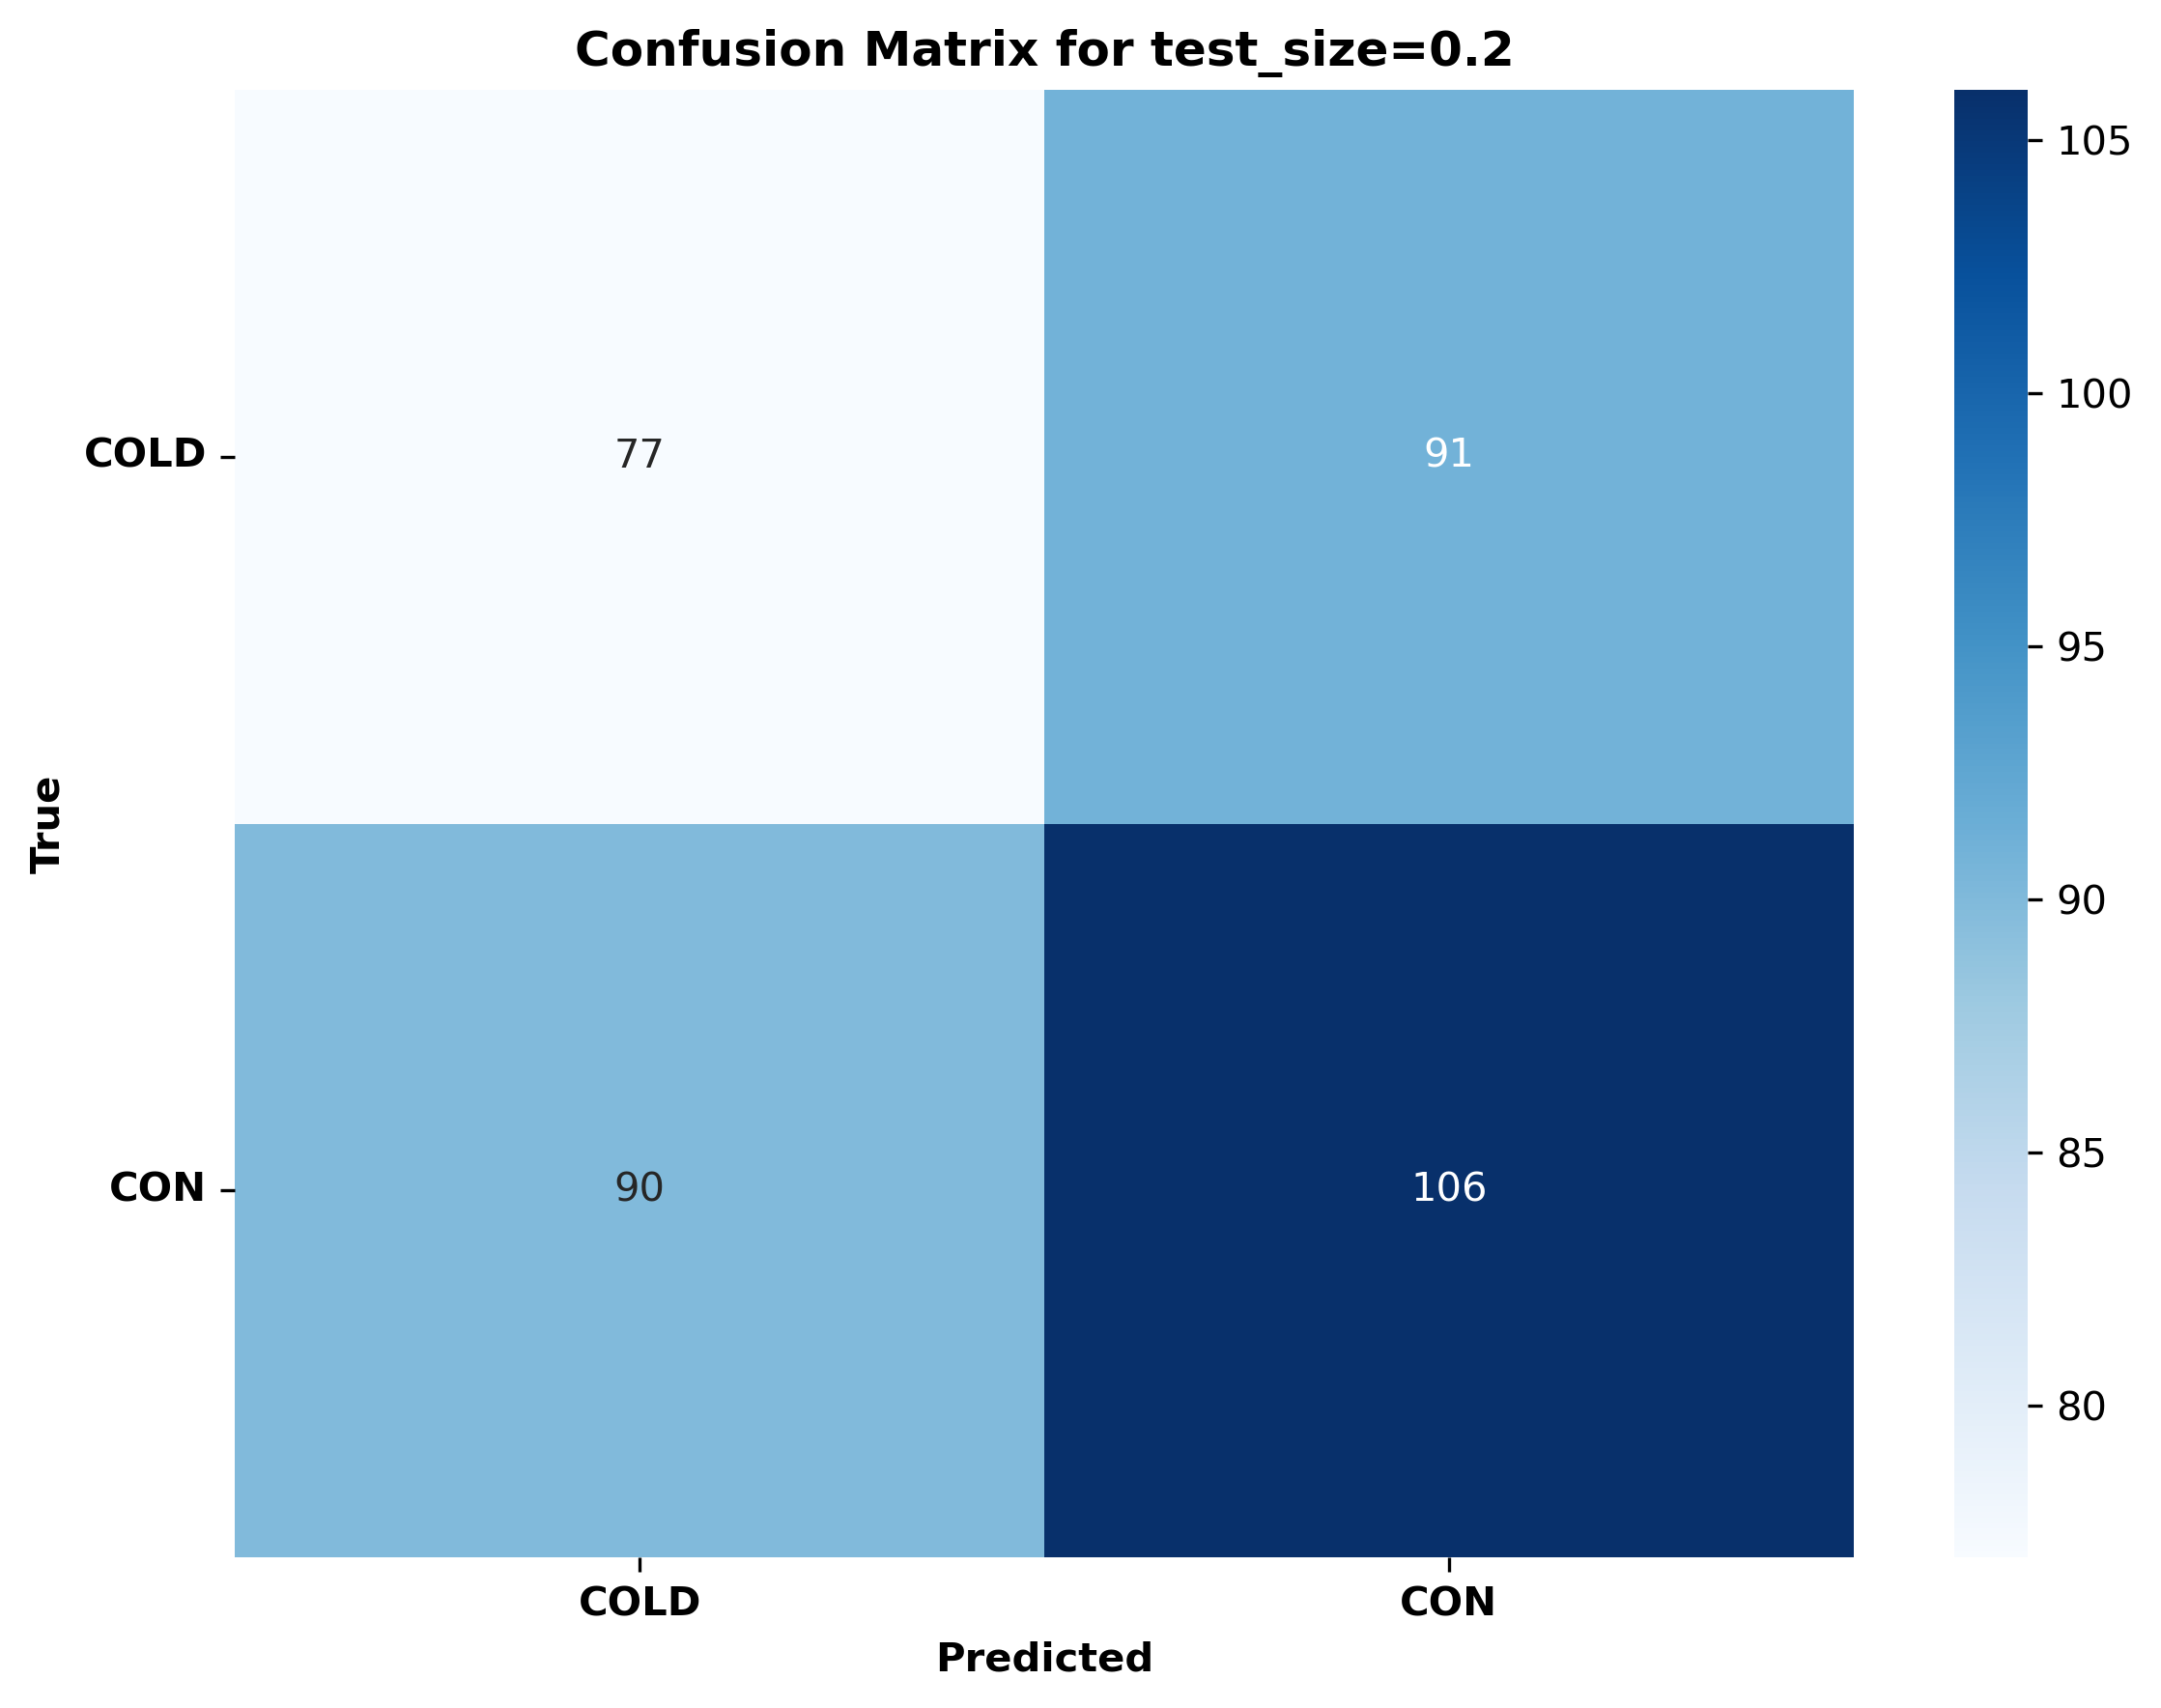 Confusion Matrix for test_size=0.2
COLD
77
91
CON
90
106
COLD
CON
Predicted
True
105
100
95
90
85
80